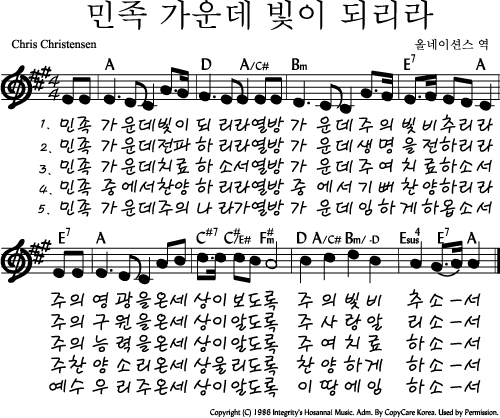 민족 가운데 빛이 되리라
Chris Christensen
올네이션스 역
A D A/C# Bm E7 A
1. 민족 가 운데빛이 되 리라열방 가 운데 주의 빛 비추리라
2. 민족 가 운데전파 하 리라열방 가 운데 생명 을전하리라
3. 민족 가 운데치료 하 소서열방 가 운데 주여 치료하소서
4. 민족 중 에서찬양 하 리라열방 중 에서 기뻐 찬양하리라
5. 민족 가 운데주의 나 라가열방 가 운데 임하 게하옵소서
E7 A C#7 C#/E# F#m D A/C# Bm/-D Esus4 E7 A
주의 영 광을온세 상이 보도록 주 의 빛 비 추소-서
주의 구 원을온세 상이 알도록 주 사 랑 알 리소-서
주의 능 력을온세 상이 알도록 주 여 치 료 하소-서
주찬 양 소리온세 상울리도록 찬 양 하 게 하소-서
예수 우 리주온세 상이 알도록 이 땅 에 임 하소-서
Copyright (C) 1986 Integrity's Hosanna! Music. Adm. By CopyCare Korea. Used by Permission.